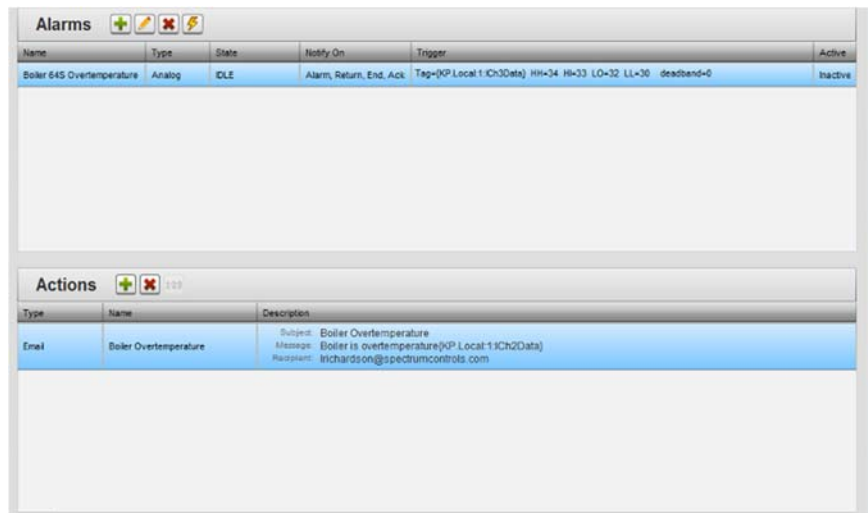 Alarms
Name Type State Notify On Trigger Active
Boiler 64S Overtemperature Analog IDLE Alarm, Return, End, Ack Tag={KP.Local:1:ICh3Data} HH=34 HI=33 LO=32 LL=30 deadband=0 Inactive
Actions
Type Name Description
Subject: Boiler Overtemperature
Email Boiler Overtemperature Message: Boiler is overtemperature{KP.Local:1:ICh2Data}
Recipient: lrichardson@spectrumcontrols.com